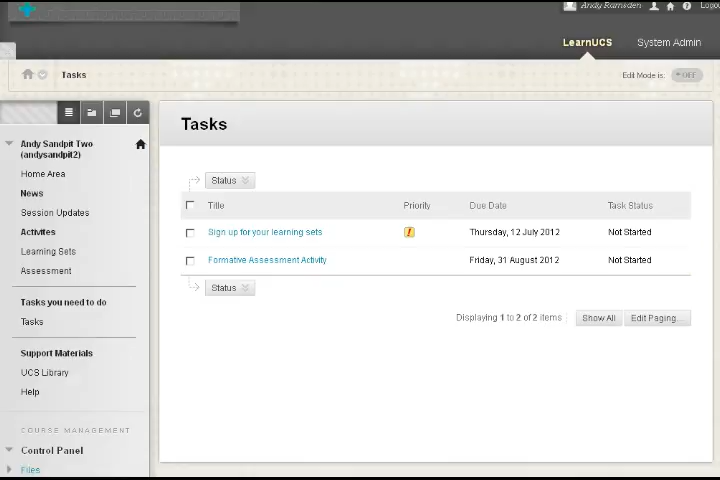 Andy Ramsden
LearnUCS System Admin
Tasks
Edit Mode is: OFF
Andy Sandpit Two
(andysandpit2)
Home Area
News
Session Updates
Activites
Learning Sets
Assessment
Tasks you need to do
Tasks
Support Materials
UCS Library
Help
COURSE MANAGEMENT
Control Panel
Files
Tasks
Status
Title Priority Due Date Task Status
Sign up for your learning sets ! Thursday, 12 July 2012 Not Started
Formative Assessment Activity Friday, 31 August 2012 Not Started
Status
Displaying 1 to 2 of 2 items Show All Edit Paging...